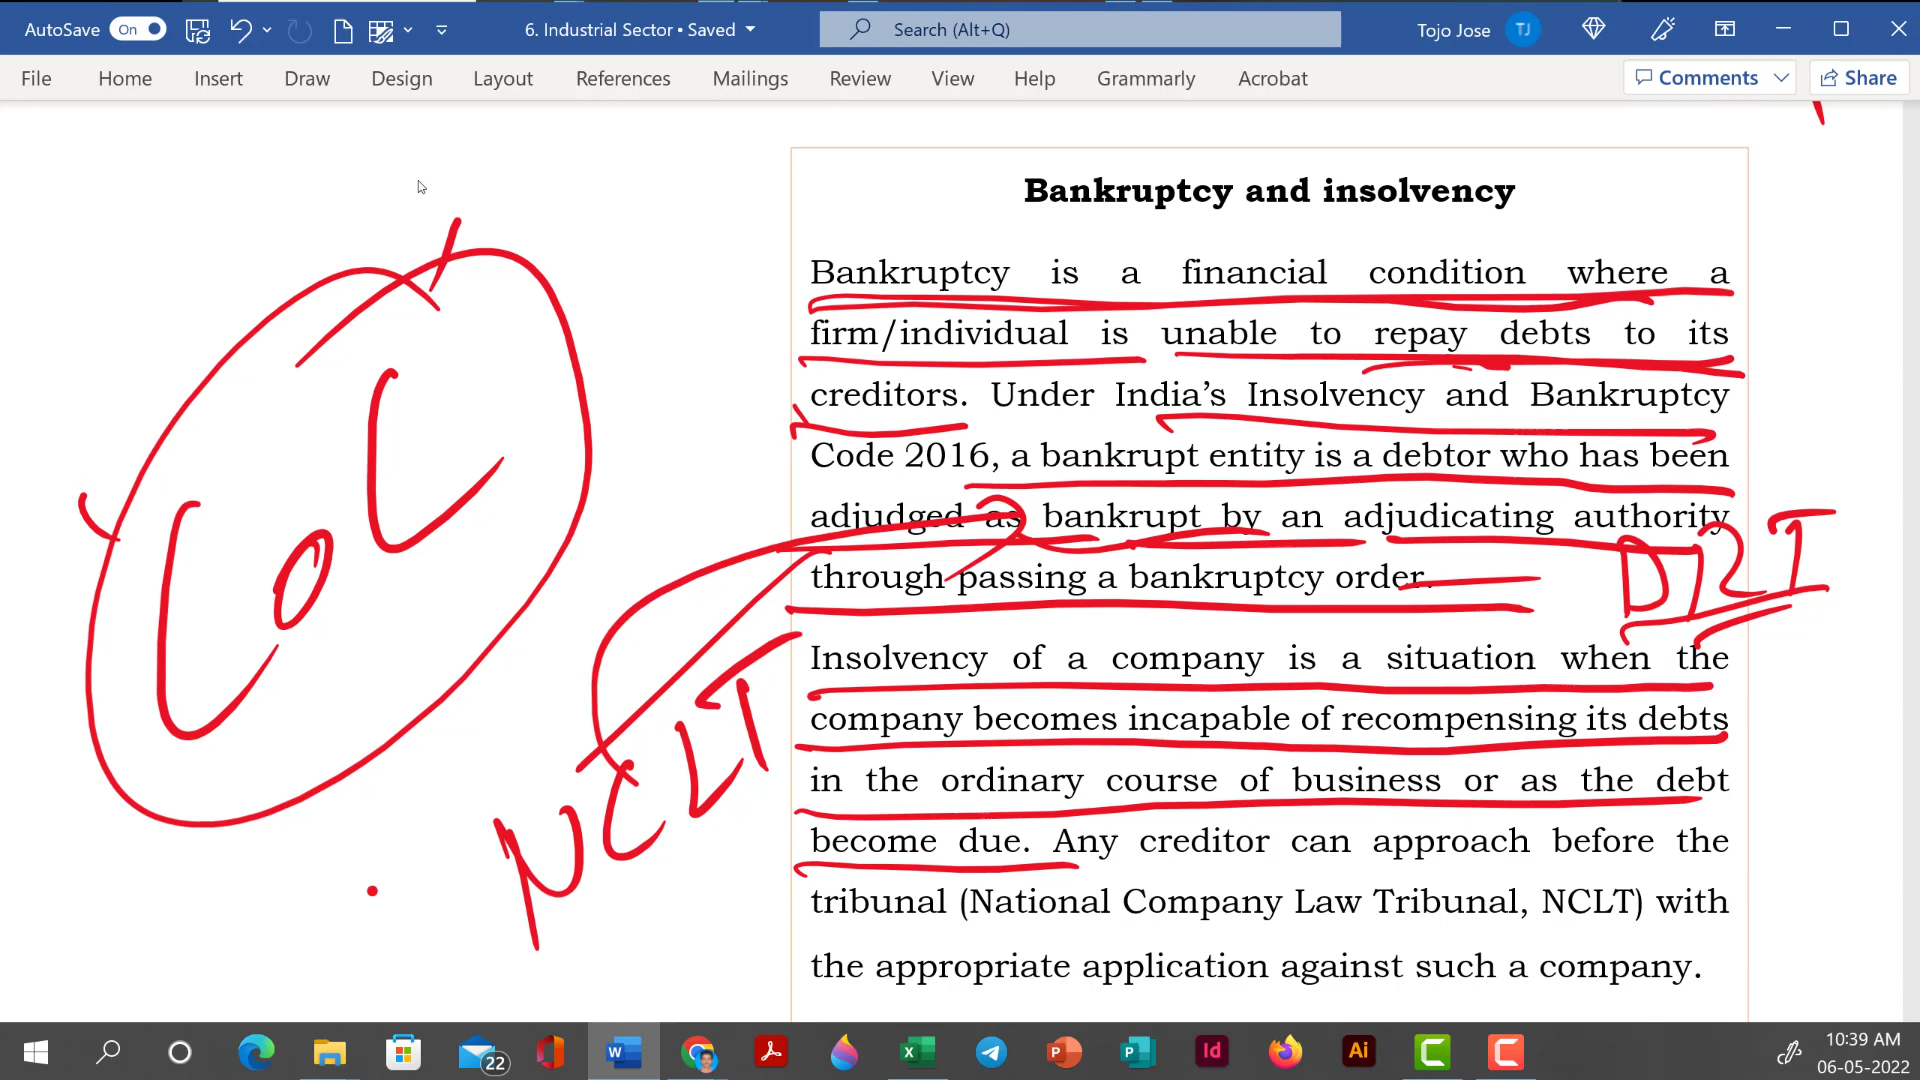 AutoSave On 6. Industrial Sector • Saved Search (Alt+Q) Tojo Jose TJ
File Home Insert Draw Design Layout References Mailings Review View Help Grammarly Acrobat Comments Share
Bankruptcy and insolvency
Bankruptcy is a financial condition where a
firm/individual is unable to repay debts to its
creditors. Under India’s Insolvency and Bankruptcy
Code 2016, a bankrupt entity is a debtor who has been
adjudged as bankrupt by an adjudicating authority
through passing a bankruptcy order.
DRT
Insolvency of a company is a situation when the
company becomes incapable of recompensing its debts
in the ordinary course of business or as the debt
become due. Any creditor can approach before the
tribunal (National Company Law Tribunal, NCLT) with
the appropriate application against such a company.
CoC
NCLT
22
W
X
P
P
Id
Ai
C
C
10:39 AM
06-05-2022